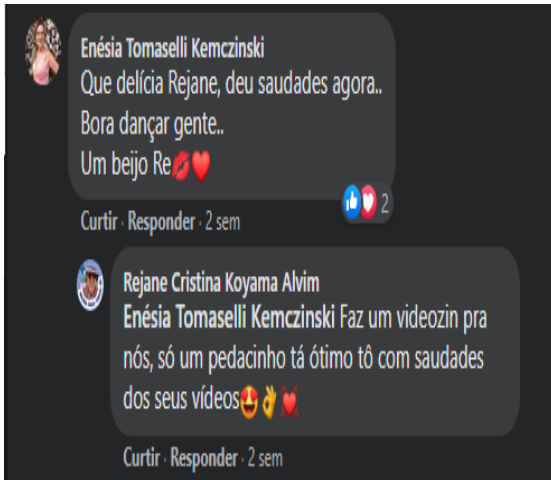 Enésia Tomaselli Kemczinski
Que delícia Rejane, deu saudades agora..
Bora dançar gente..
Um beijo Re💋❤️
2
Curtir · Responder · 2 sem
Rejane Cristina Koyama Alvim
Enésia Tomaselli Kemczinski Faz um videozin pra
nós, só um pedacinho tá ótimo tô com saudades
dos seus vídeos😍👌💓
Curtir · Responder · 2 sem